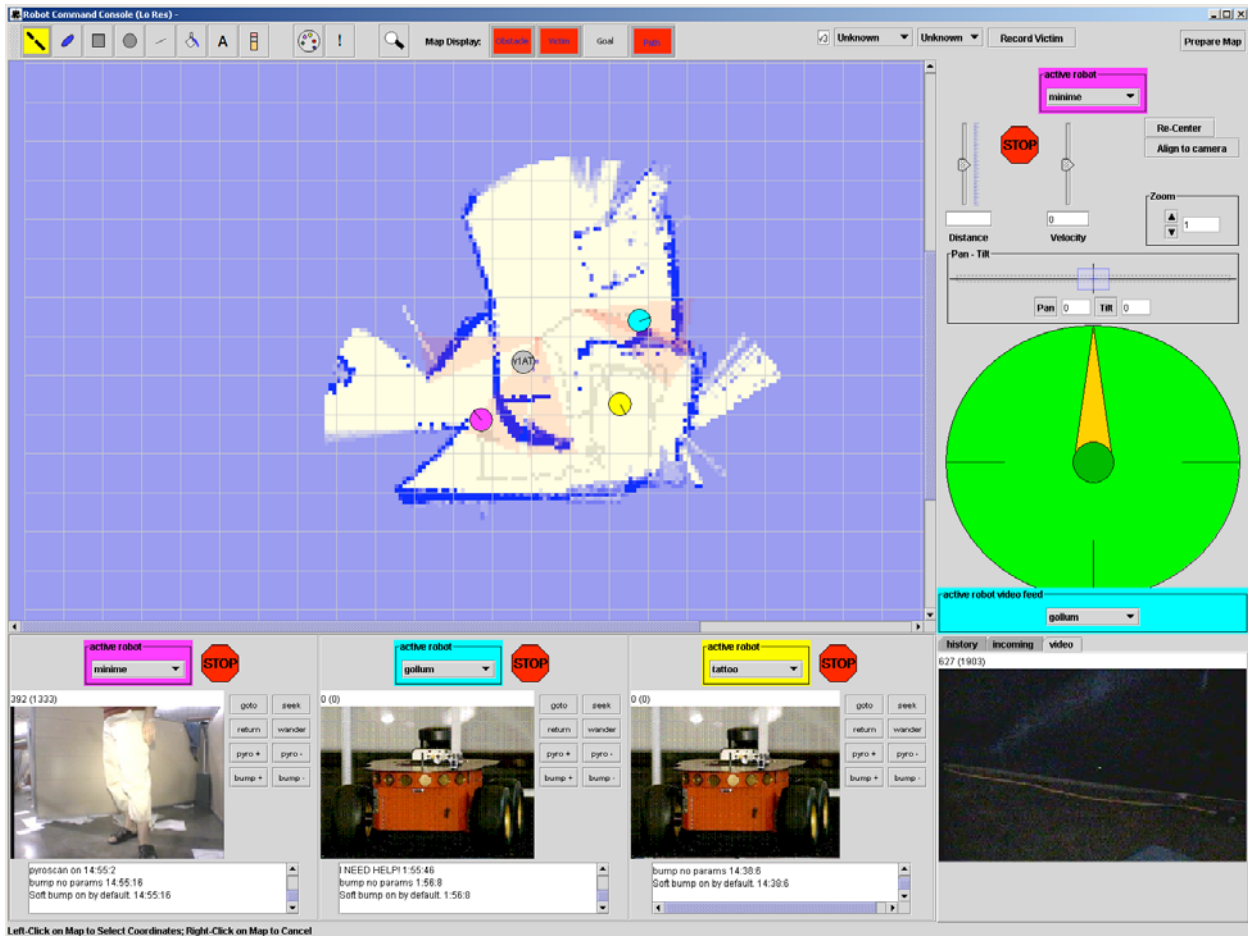 Robot Command Console (Lo Res) -
A
!
Map Display:
Obstacle
Victim
Goal
Path
Unknown
Unknown
Record Victim
Prepare Map
active robot
minime
STOP
Re-Center
Align to camera
Zoom
1
0
Distance
Velocity
Pan - Tilt
Pan 0 Tilt 0
v1AT
active robot video feed
gollum
active robot
minime
STOP
392 (1333)
goto seek
return wander
pyro + pyro -
bump + bump -
pyroscan on 14:55:2
bump no params 14:55:16
Soft bump on by default. 14:55:16
active robot
gollum
STOP
0 (0)
goto seek
return wander
pyro + pyro -
bump + bump -
I NEED HELP! 1:55:46
bump no params 1:56:8
Soft bump on by default. 1:56:8
active robot
tattoo
STOP
0 (0)
goto seek
return wander
pyro + pyro -
bump + bump -
bump no params 14:38:6
Soft bump on by default. 14:38:6
history incoming video
627 (1903)
Left-Click on Map to Select Coordinates; Right-Click on Map to Cancel